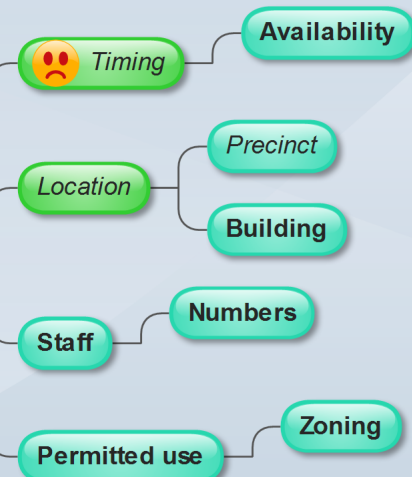 Availability
Timing
Precinct
Location
Building
Numbers
Staff
Zoning
Permitted use